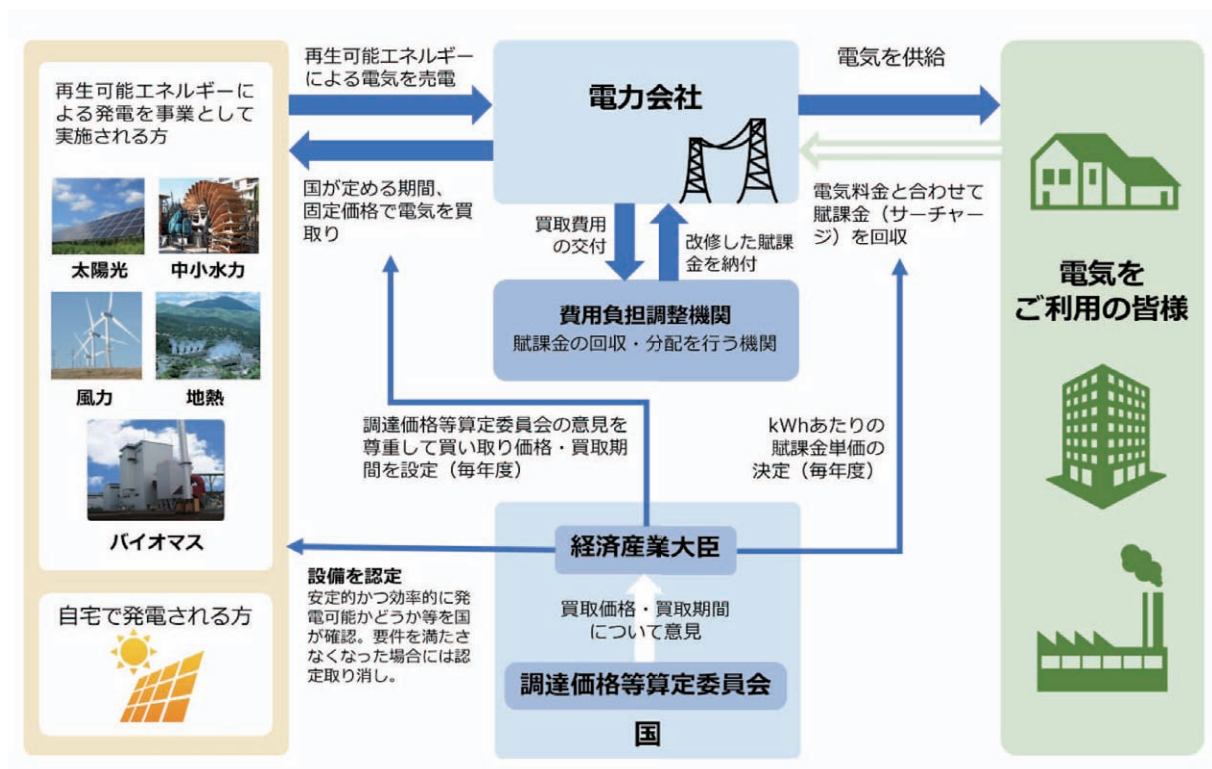 再生可能エネルギーに
よる発電を事業として
実施される方
太陽光
中小水力
風力
地熱
バイオマス
自宅で発電される方
再生可能エネルギー
による電気を売電
国が定める期間、
固定価格で電気を買
取り
電力会社
買取費用
の交付
改修した賦課
金を納付
費用負担調整機関
賦課金の回収・分配を行う機関
電気を供給
電気料金と合わせて
賦課金（サーチャー
ジ）を回収
電気を
ご利用の皆様
調達価格等算定委員会の意見を
尊重して買い取り価格・買取期
間を設定（毎年度）
kWhあたりの
賦課金単価の
決定（毎年度）
経済産業大臣
設備を認定
安定的かつ効率的に発
電可能かどうか等を国
が確認。要件を満たさ
なくなった場合には認
定取り消し。
買取価格・買取期間
について意見
調達価格等算定委員会
国